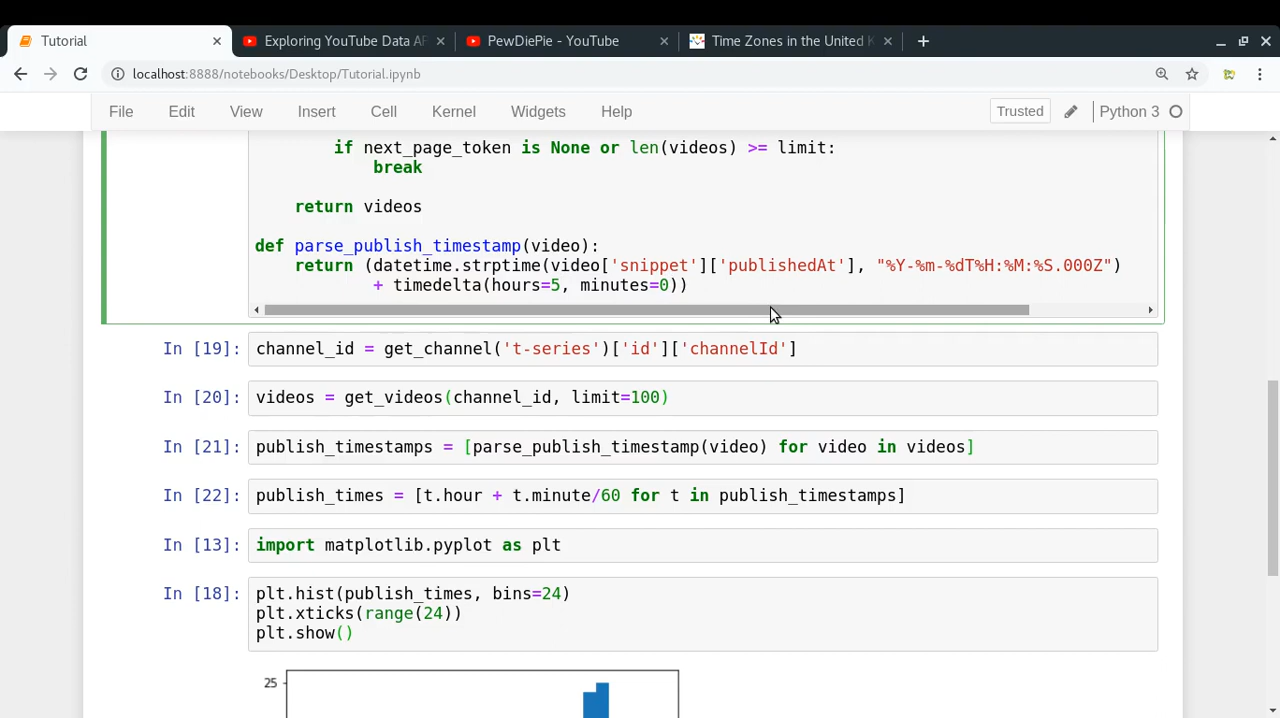 Tutorial
Exploring YouTube Data AP
PewDiePie - YouTube
Time Zones in the United K
localhost:8888/notebooks/Desktop/Tutorial.ipynb
File Edit View Insert Cell Kernel Widgets Help
Trusted
Python 3
if next_page_token is None or len(videos) >= limit:
break
return videos
def parse_publish_timestamp(video):
return (datetime.strptime(video['snippet']['publishedAt'], "%Y-%m-%dT%H:%M:%S.000Z")
+ timedelta(hours=5, minutes=0))
In [19]: channel_id = get_channel('t-series')['id']['channelId']
In [20]: videos = get_videos(channel_id, limit=100)
In [21]: publish_timestamps = [parse_publish_timestamp(video) for video in videos]
In [22]: publish_times = [t.hour + t.minute/60 for t in publish_timestamps]
In [13]: import matplotlib.pyplot as plt
In [18]: plt.hist(publish_times, bins=24)
plt.xticks(range(24))
plt.show()
25